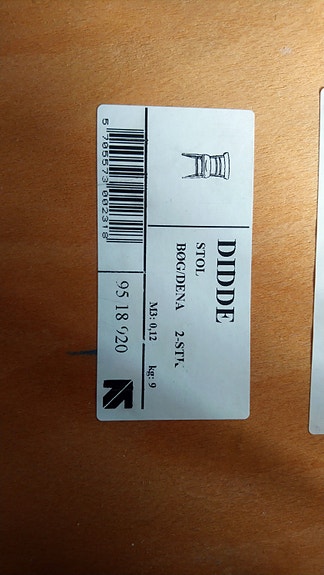 DIDDE
STOL
BØG/DENA 2-STK
M3: 0,12 kg: 9
5 705573 002318
95 18 920